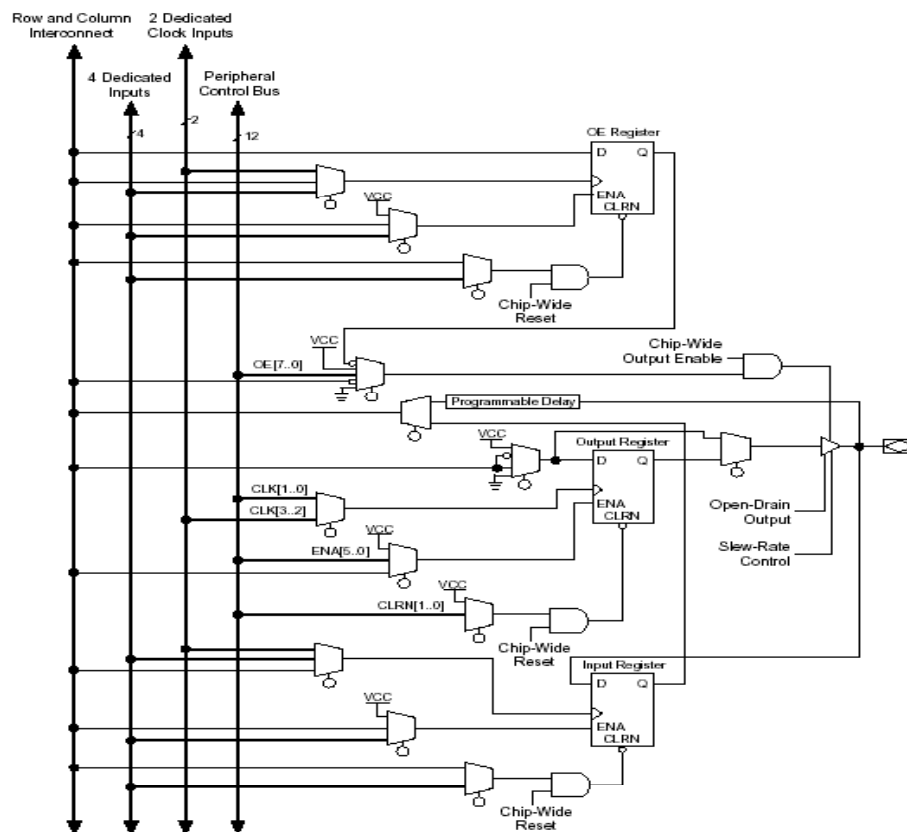 Row and Column
Interconnect
2 Dedicated
Clock Inputs
4 Dedicated
Inputs
Peripheral
Control Bus
4
2
12
OE Register
D Q
ENA
CLRN
VCC
Chip-Wide
Reset
VCC
OE[7..0]
Chip-Wide
Output Enable
Programmable Delay
VCC
Output Register
D Q
ENA
CLRN
CLK[1..0]
CLK[3..2]
Open-Drain
Output
VCC
ENA[5..0]
Slew-Rate
Control
VCC
CLRN[1..0]
Chip-Wide
Reset
Input Register
D Q
ENA
CLRN
VCC
Chip-Wide
Reset